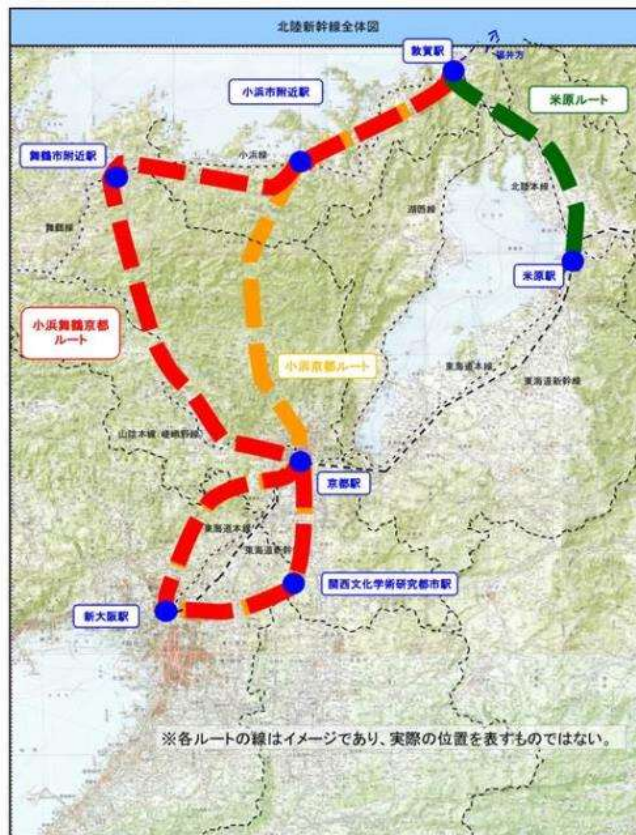 北陸新幹線全体図
敦賀駅
福井方
小浜市附近駅
米原ルート
舞鶴市附近駅
小浜線
北陸本線
湖西線
舞鶴線
米原駅
小浜舞鶴京都
ルート
小浜京都ルート
東海道本線
東海道新幹線
山陰本線(嵯峨野線)
京都駅
東海道本線
東海道新幹
関西文化学術研究都市駅
新大阪駅
※各ルートの線はイメージであり、実際の位置を表すものではない。